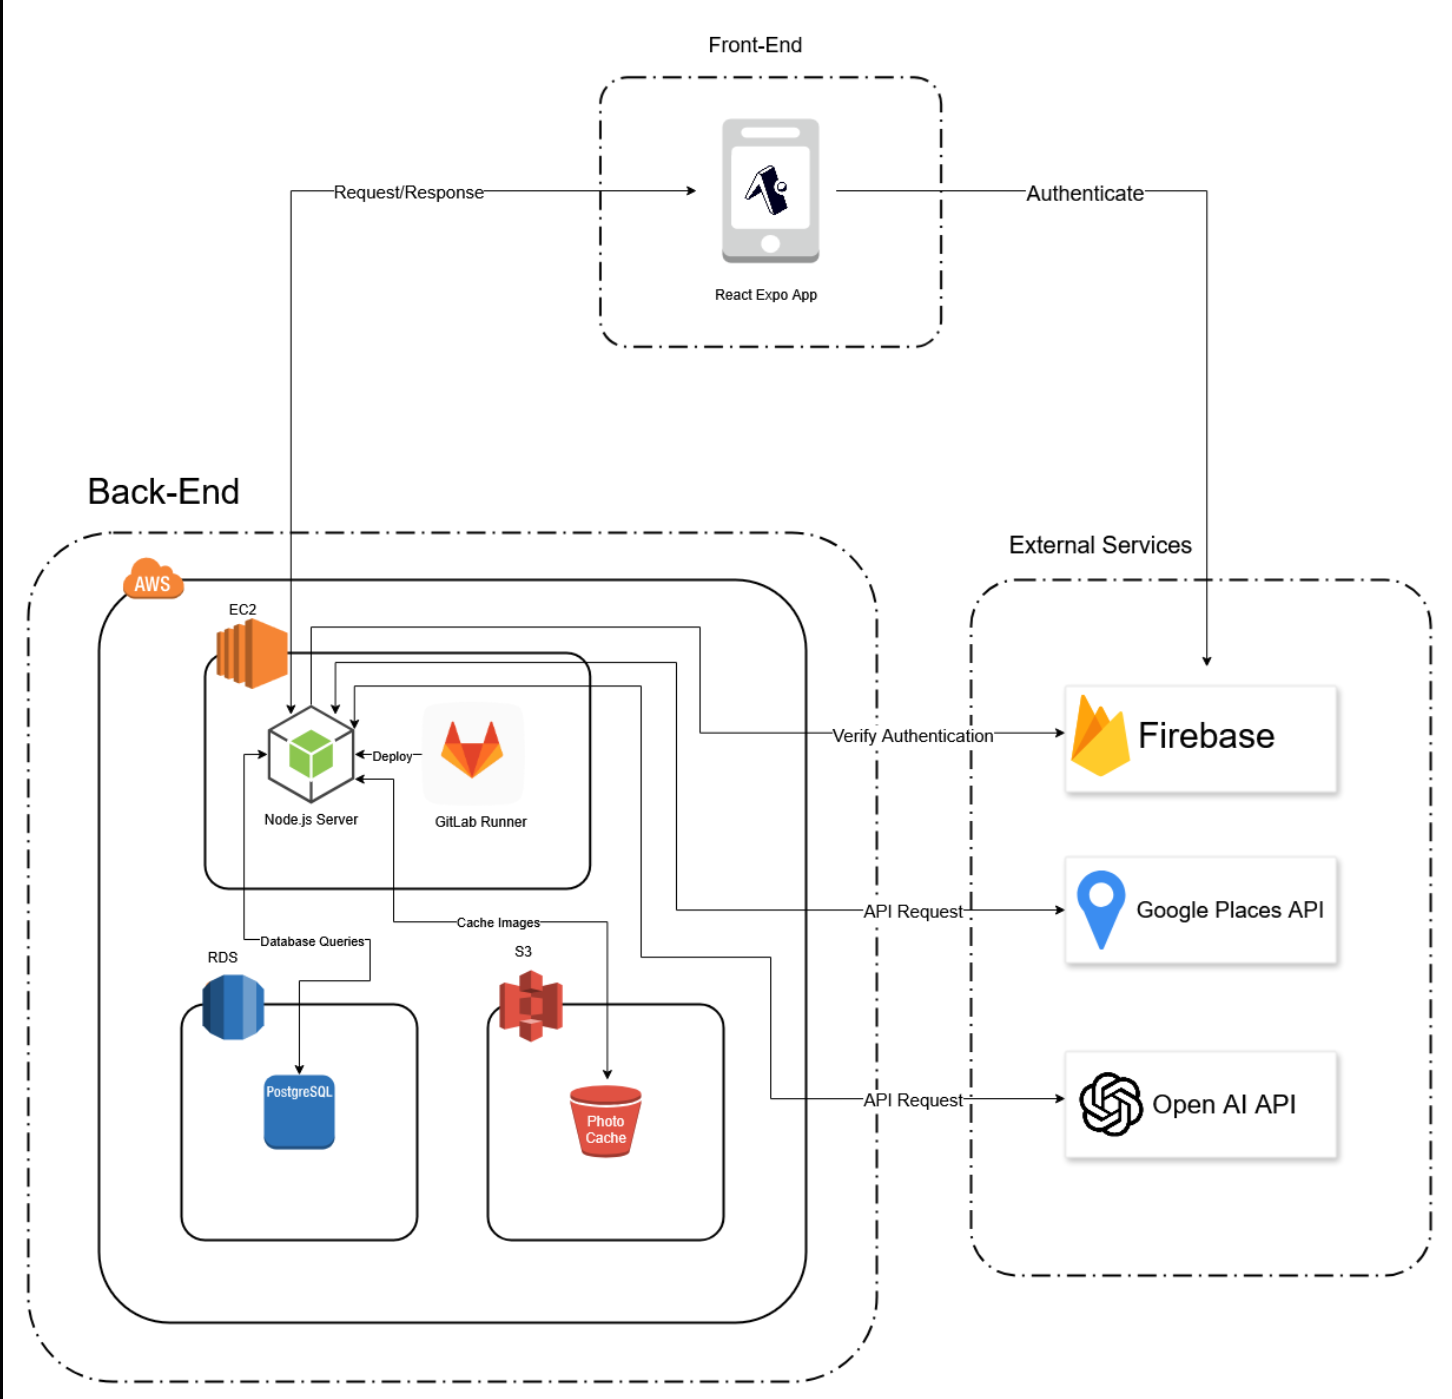 Front-End
Request/Response
Authenticate
React Expo App
Back-End
External Services
AWS
EC2
Verify Authentication
Firebase
Deploy
Node.js Server
GitLab Runner
API Request
Google Places API
Cache Images
Database Queries
RDS
S3
PostgreSQL
Photo
Cache
API Request
Open AI API